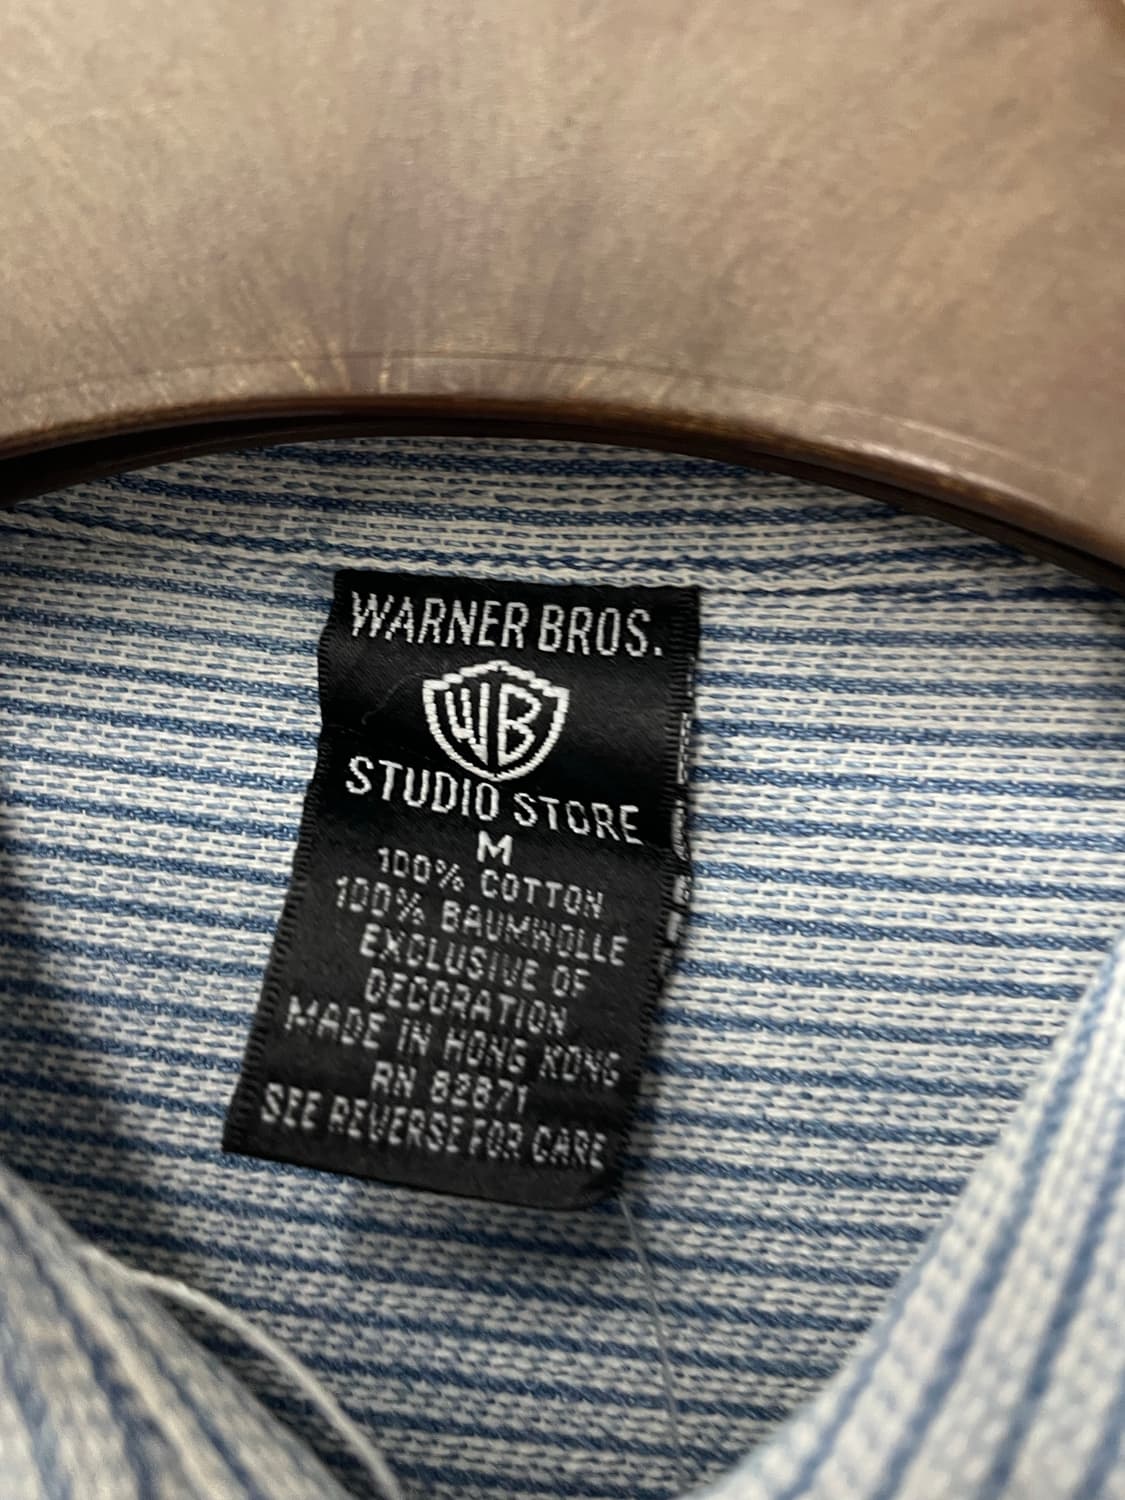 WARNER BROS.
WB
STUDIO STORE
M
100% COTTON
100% BAUMWOLLE
EXCLUSIVE OF
DECORATION
MADE IN HONG KONG
RN 82871
SEE REVERSE FOR CARE